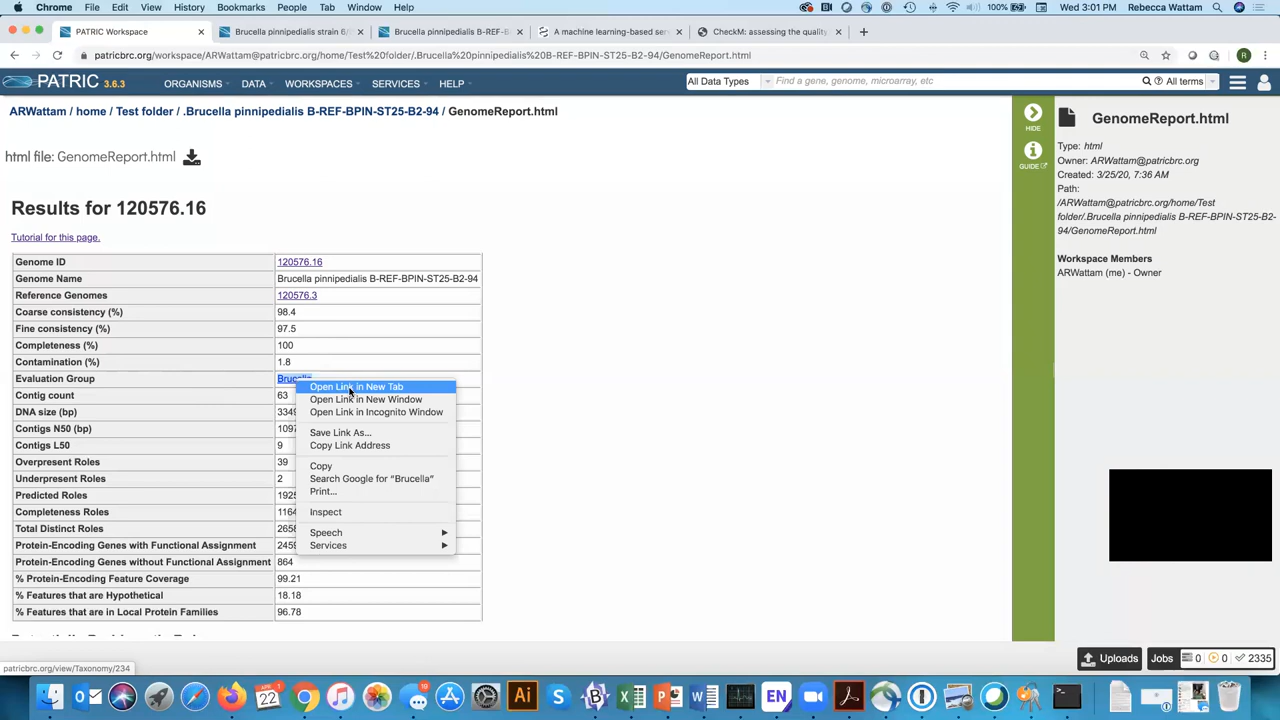 Chrome File Edit View History Bookmarks People Tab Window Help 100% Wed 3:01 PM Rebecca Wattam
PATRIC Workspace Brucella pinnipedialis strain 6/ Brucella pinnipedialis B-REF-B A machine learning-based ser CheckM: assessing the quality
patricbrc.org/workspace/ARWattam@patricbrc.org/home/Test%20folder/.Brucella%20pinnipedialis%20B-REF-BPIN-ST25-B2-94/GenomeReport.html
PATRIC 3.6.3 ORGANISMS DATA WORKSPACES SERVICES HELP All Data Types Find a gene, genome, microarray, etc All terms
ARWattam / home / Test folder / .Brucella pinnipedialis B-REF-BPIN-ST25-B2-94 / GenomeReport.html
html file: GenomeReport.html
Results for 120576.16
Tutorial for this page.
Genome ID 120576.16
Genome Name Brucella pinnipedialis B-REF-BPIN-ST25-B2-94
Reference Genomes 120576.3
Coarse consistency (%) 98.4
Fine consistency (%) 97.5
Completeness (%) 100
Contamination (%) 1.8
Evaluation Group Brucella
Contig count 63
DNA size (bp) 3349
Contigs N50 (bp) 1097
Contigs L50 9
Overpresent Roles 39
Underpresent Roles 2
Predicted Roles 1925
Completeness Roles 1164
Total Distinct Roles 2658
Protein-Encoding Genes with Functional Assignment 2459
Protein-Encoding Genes without Functional Assignment 864
% Protein-Encoding Feature Coverage 99.21
% Features that are Hypothetical 18.18
% Features that are in Local Protein Families 96.78
Open Link in New Tab
Open Link in New Window
Open Link in Incognito Window
Save Link As...
Copy Link Address
Copy
Search Google for “Brucella”
Print...
Inspect
Speech
Services
HIDE
GUIDE
GenomeReport.html
Type: html
Owner: ARWattam@patricbrc.org
Created: 3/25/20, 7:36 AM
Path:
/ARWattam@patricbrc.org/home/Test
folder/.Brucella pinnipedialis B-REF-BPIN-ST25-B2-
94/GenomeReport.html
Workspace Members
ARWattam (me) - Owner
patricbrc.org/view/Taxonomy/234
Uploads Jobs 0 0 2335
APR 22 Ai S EN